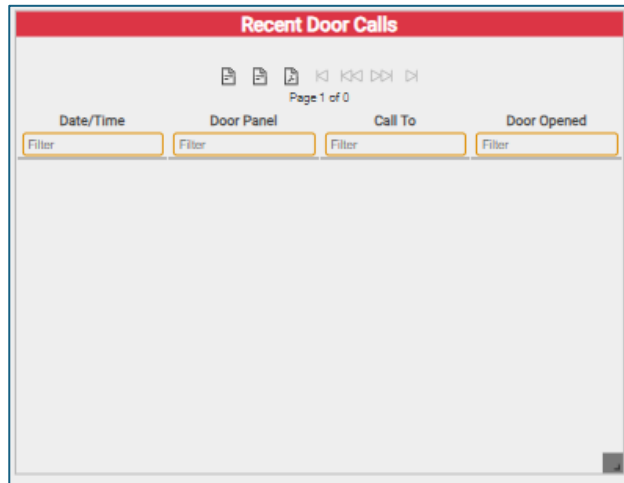 Recent Door Calls
Page 1 of 0
Date/Time Door Panel Call To Door Opened
Filter Filter Filter Filter